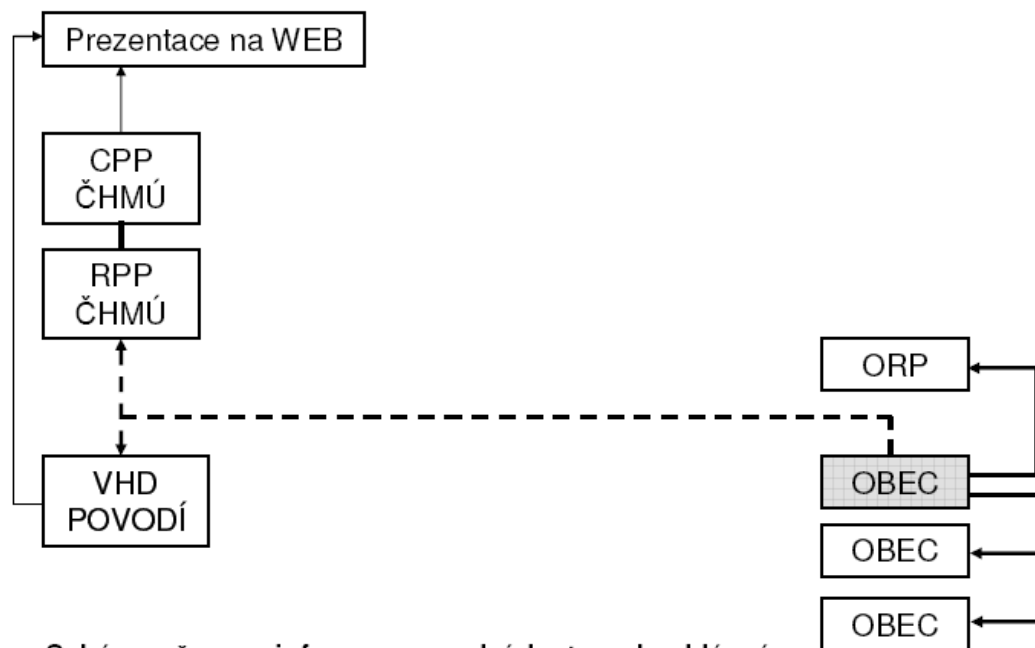 Prezentace na WEB
CPP
ČHMÚ
RPP
ČHMÚ
ORP
VHD
POVODÍ
OBEC
OBEC
OBEC